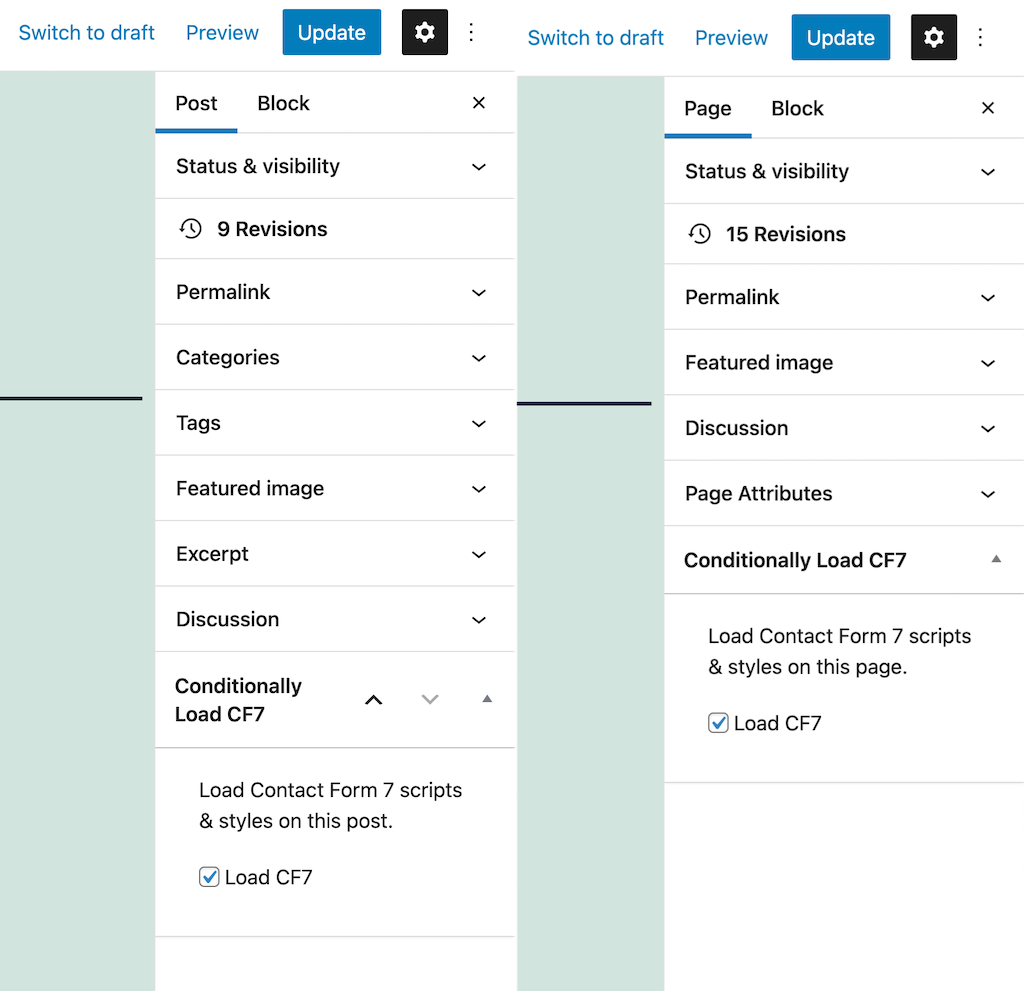 Switch to draft Preview Update
Post Block
Status & visibility
9 Revisions
Permalink
Categories
Tags
Featured image
Excerpt
Discussion
Conditionally
Load CF7
Load Contact Form 7 scripts
& styles on this post.
Load CF7
Switch to draft Preview Update
Page Block
Status & visibility
15 Revisions
Permalink
Featured image
Discussion
Page Attributes
Conditionally Load CF7
Load Contact Form 7 scripts
& styles on this page.
Load CF7